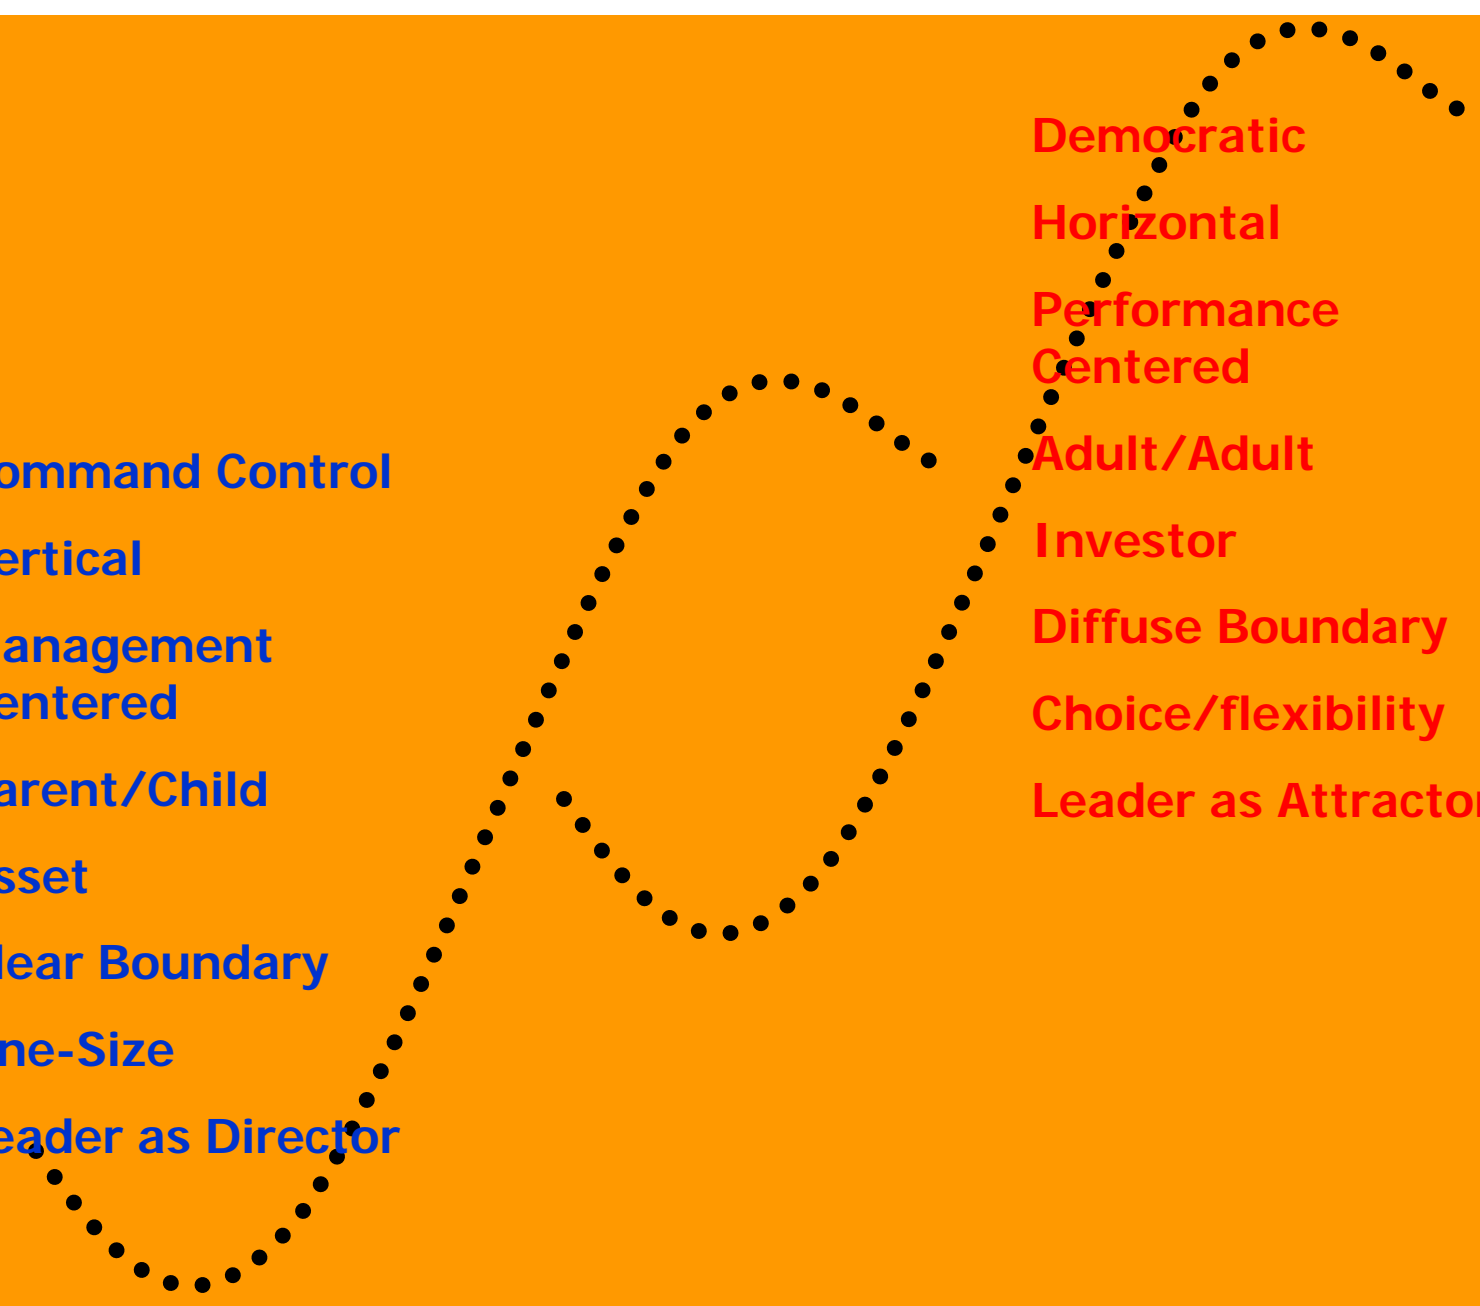 ommand Control
ertical
anagement
entered
arent/Child
sset
lear Boundary
ne-Size
eader as Director
Democratic
Horizontal
Performance
Centered
Adult/Adult
Investor
Diffuse Boundary
Choice/flexibility
Leader as Attractor